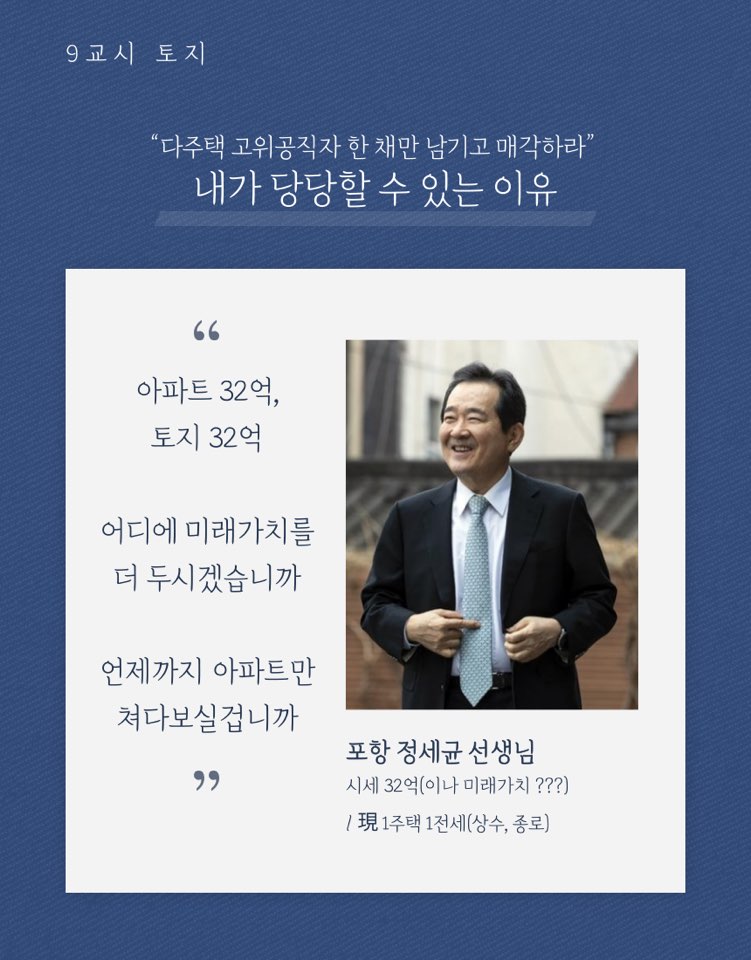 9교시 토지
“다주택 고위공직자 한 채만 남기고 매각하라”
내가 당당할 수 있는 이유
“
아파트 32억,
토지 32억
어디에 미래가치를
더 두시겠습니까
언제까지 아파트만
쳐다보실겁니까
”
포항 정세균 선생님
시세 32억(이나 미래가치 ???)
/ 現 1주택 1전세(상수, 종로)